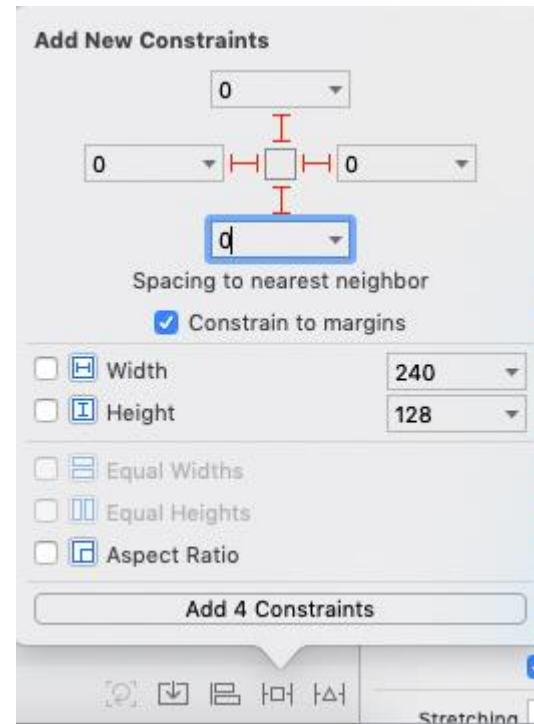 Add New Constraints
0
0 0
0
Spacing to nearest neighbor
Constrain to margins
Width 240
Height 128
Equal Widths
Equal Heights
Aspect Ratio
Add 4 Constraints
Stretching